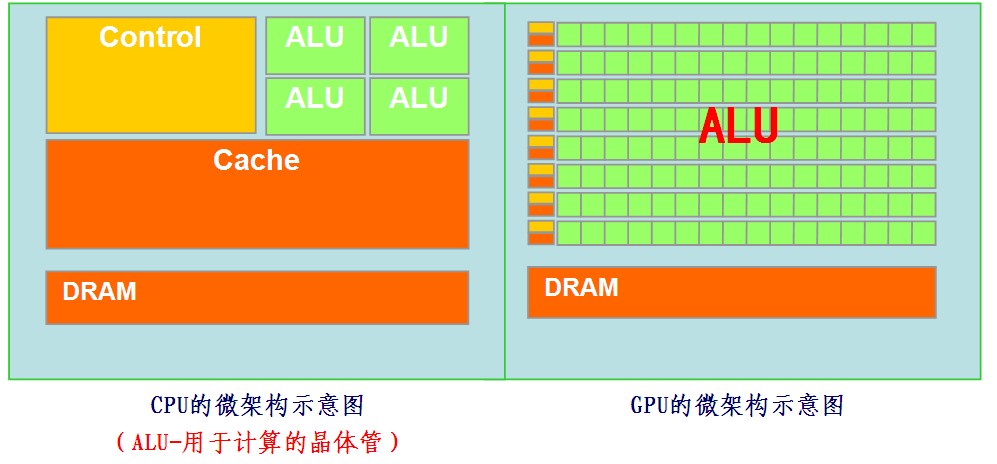 Control
ALU ALU
ALU ALU
Cache
DRAM
ALU
DRAM
CPU的微架构示意图
(ALU-用于计算的晶体管)
GPU的微架构示意图